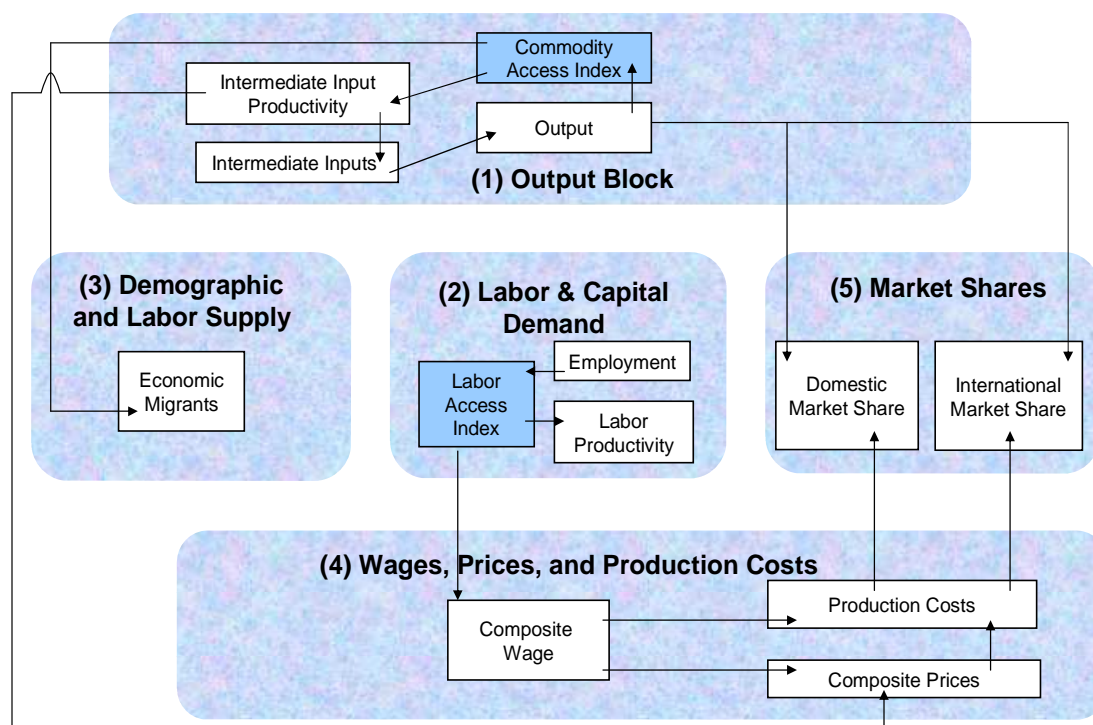 Commodity
Access Index
Intermediate Input
Productivity
Output
Intermediate Inputs
(1) Output Block
(3) Demographic
and Labor Supply
Economic
Migrants
(2) Labor & Capital
Demand
Employment
Labor
Access
Index
Labor
Productivity
(5) Market Shares
Domestic
Market Share
International
Market Share
(4) Wages, Prices, and Production Costs
Composite
Wage
Production Costs
Composite Prices